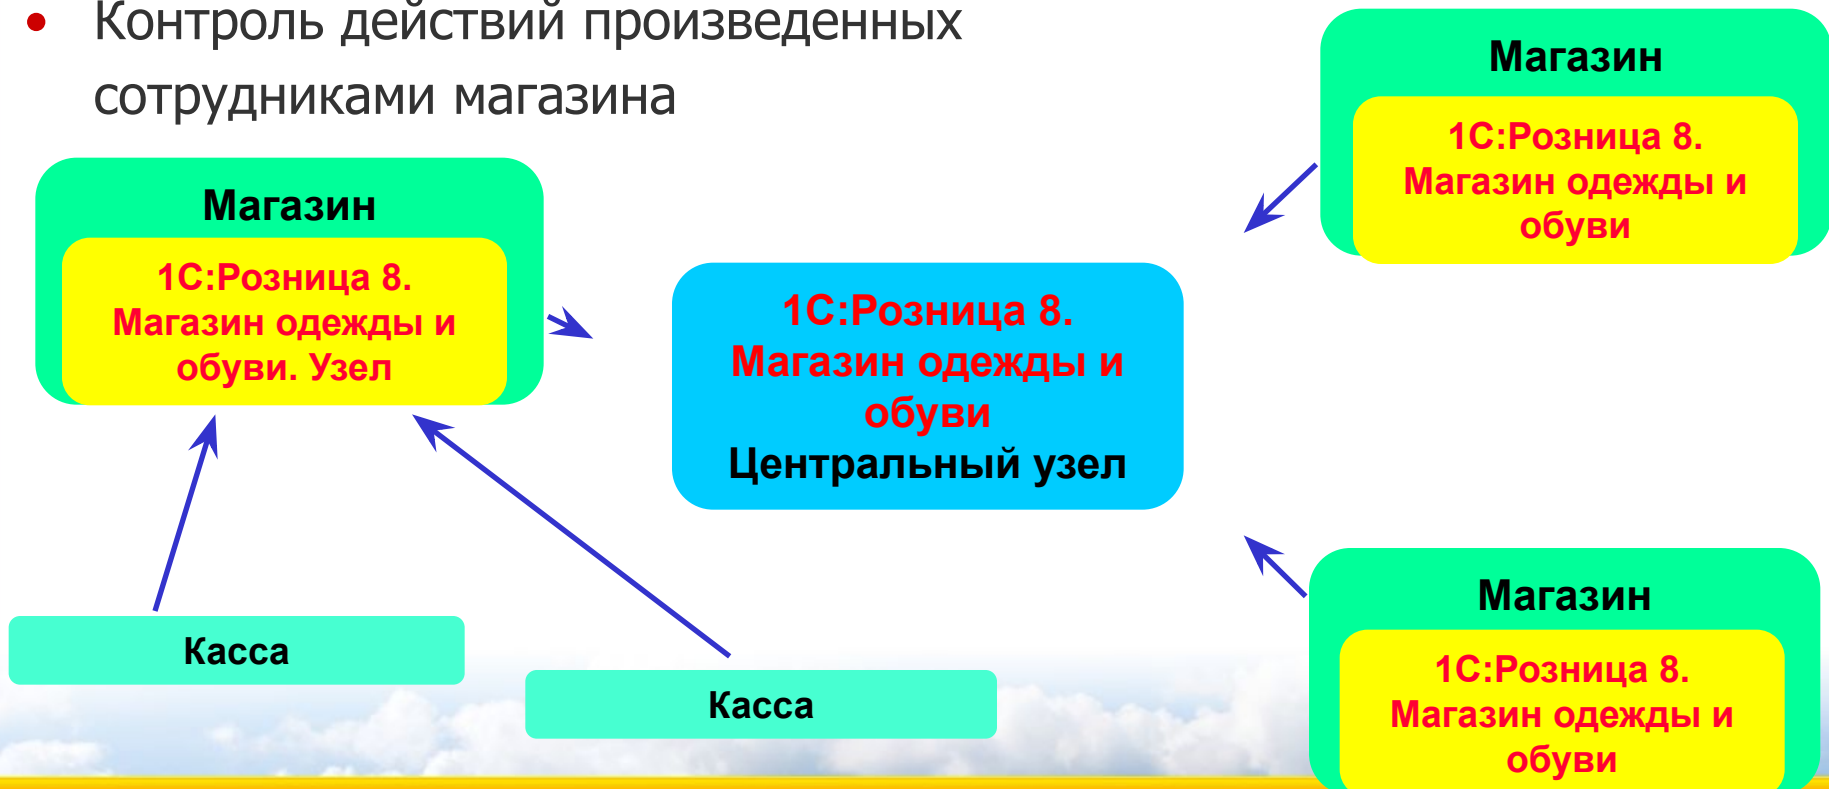 Контроль действий произведенных
сотрудниками магазина
Магазин
1С:Розница 8.
Магазин одежды и
обуви. Узел
1С:Розница 8.
Магазин одежды и
обуви
Центральный узел
Магазин
1С:Розница 8.
Магазин одежды и
обуви
Касса
Касса
Магазин
1С:Розница 8.
Магазин одежды и
обуви